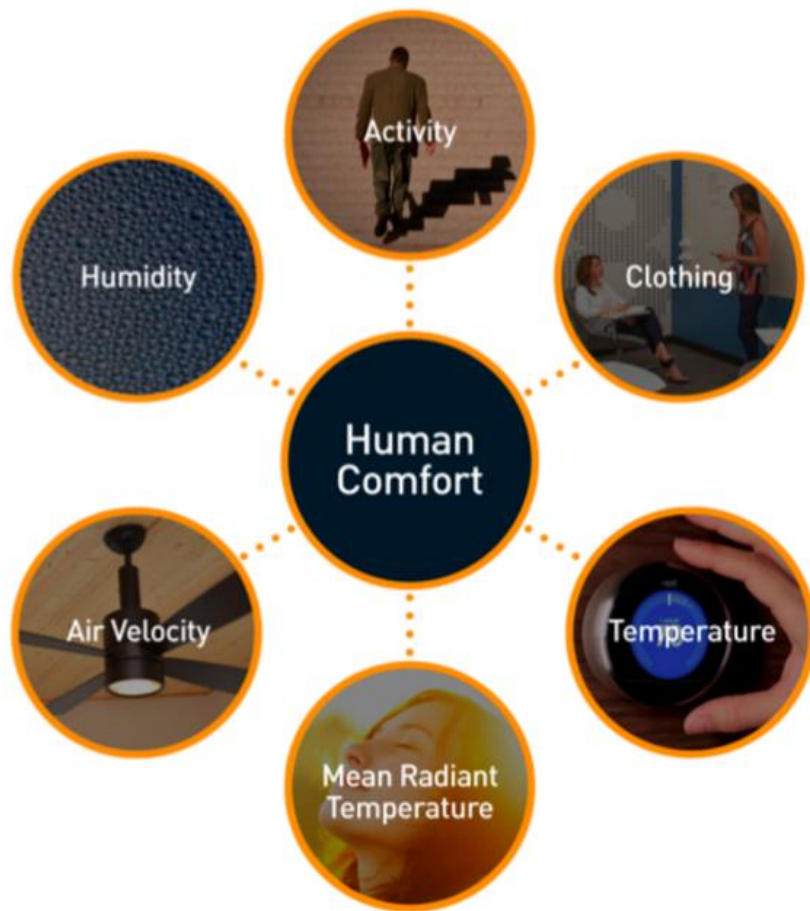 Activity
Humidity
Clothing
Human
Comfort
Air Velocity
Temperature
Mean Radiant
Temperature